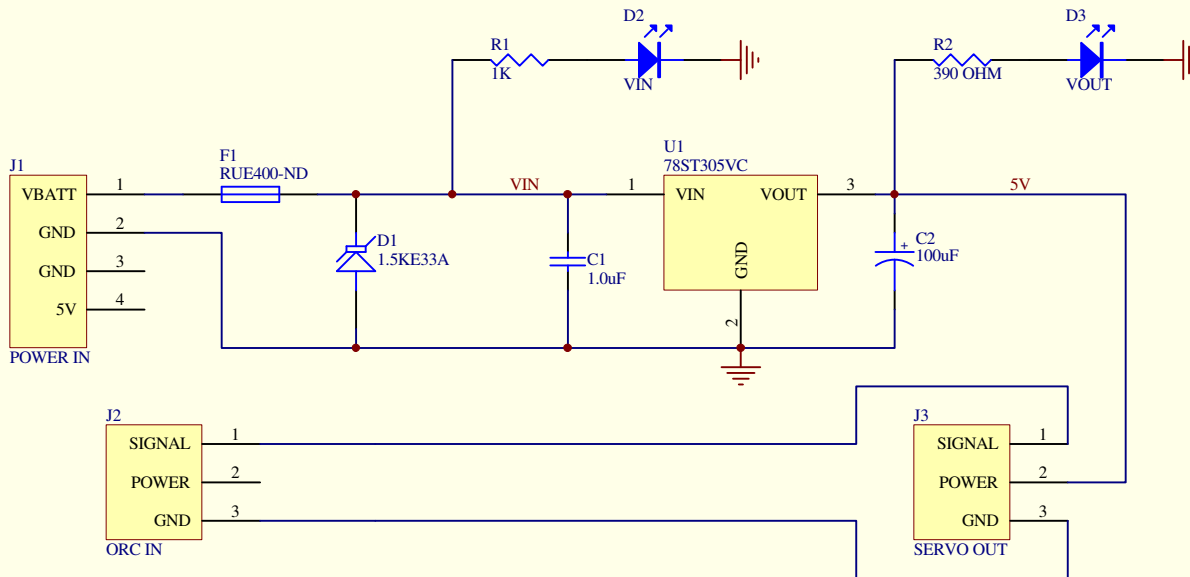 D2
R1
1K
VIN
D3
R2
390 OHM
VOUT
J1
VBATT 1
GND 2
GND 3
5V 4
POWER IN
F1
RUE400-ND
D1
1.5KE33A
VIN
C1
1.0uF
U1
78ST305VC
1 VIN VOUT 3
GND
2
5V
+ C2
100uF
J2
SIGNAL 1
POWER 2
GND 3
ORC IN
J3
SIGNAL 1
POWER 2
GND 3
SERVO OUT